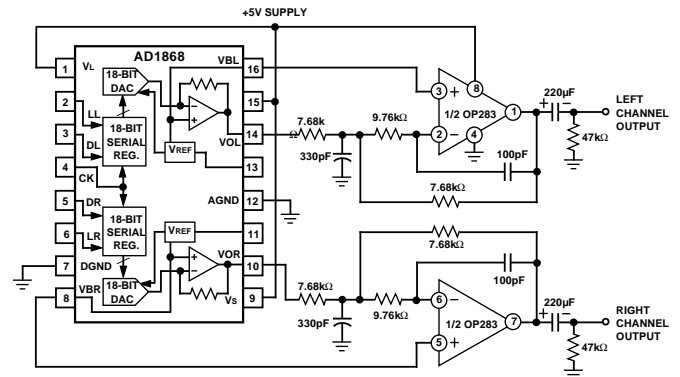 +5V SUPPLY
AD1868
1
VL
18-BIT
DAC
VBL
16
2
LL
15
3
DL
18-BIT
SERIAL
REG.
VOL
14
4
CK
VREF
13
5
DR
AGND
12
6
LR
18-BIT
SERIAL
REG.
VREF
11
7
DGND
VOR
10
8
VBR
18-BIT
DAC
VS
9
7.68k
Ω
330pF
9.76kΩ
3
+
8
1/2 OP283
1
2
−
4
100pF
7.68kΩ
220µF
+ −
47kΩ
LEFT
CHANNEL
OUTPUT
7.68kΩ
7.68kΩ
330pF
9.76kΩ
100pF
6
−
1/2 OP283
7
5
+
220µF
+ −
47kΩ
RIGHT
CHANNEL
OUTPUT
+
−
+
−